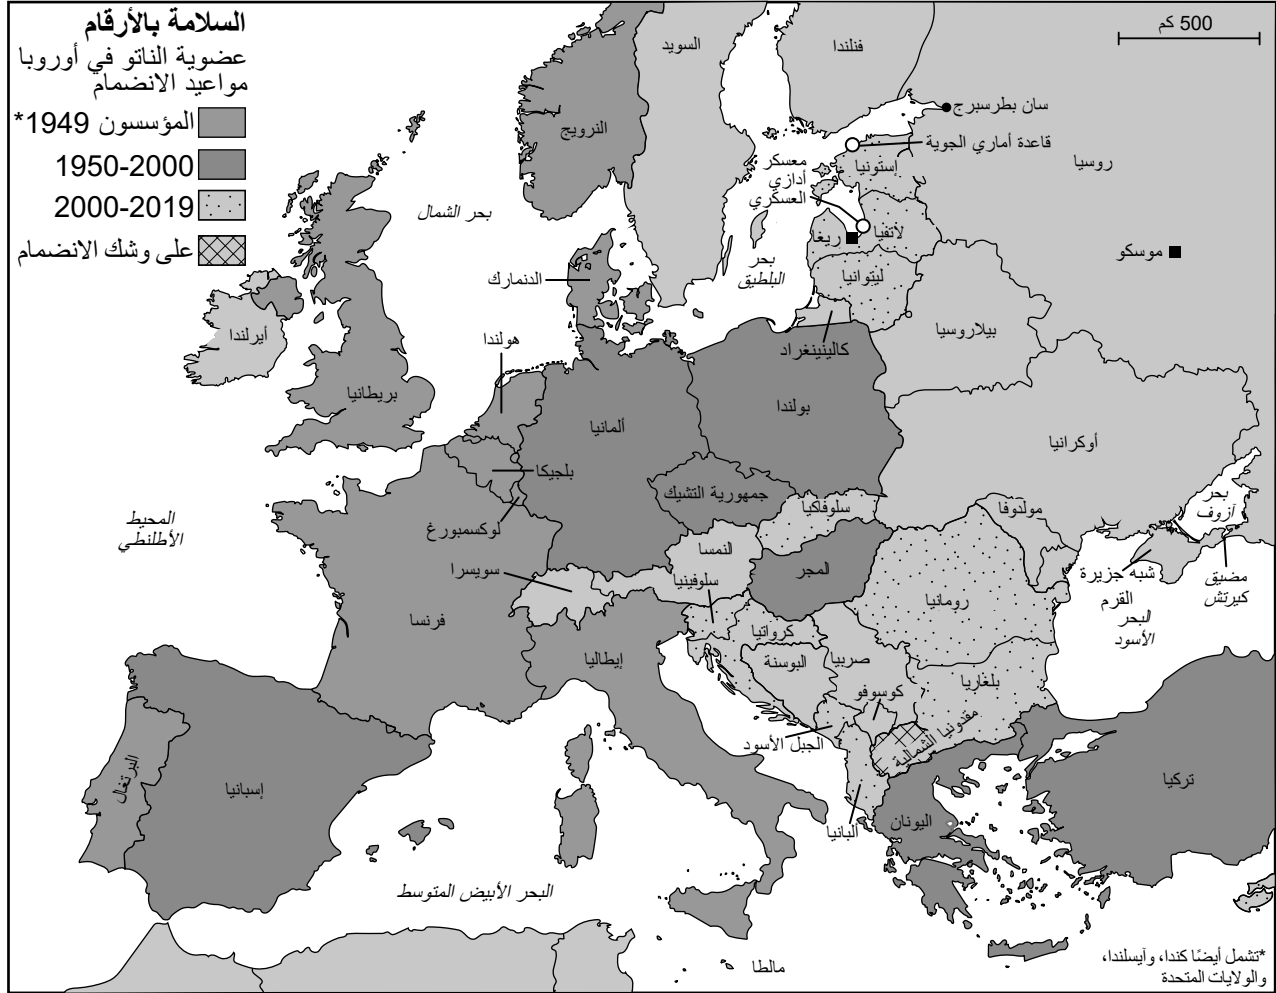 السلامة بالأرقام
عضوية الناتو في أوروبا
مواعيد الانضمام
المؤسسون 1949*
1950-2000
2000-2019
على وشك الانضمام
500 كم
السويد
فنلندا
سان بطرسبرج
النرويج
قاعدة أماري الجوية
روسيا
معسكر
أدازي
العسكري
إستونيا
بحر الشمال
لاتفيا
ريغا
موسكو
بحر
البلطيق
ليتوانيا
الدنمارك
أيرلندا
هولندا
كالينينغراد
بيلاروسيا
بريطانيا
بولندا
ألمانيا
أوكرانيا
بلجيكا
جمهورية التشيك
سلوفاكيا
مولدوفا
بحر
آزوف
المحيط
الأطلنطي
لوكسمبورغ
النمسا
المجر
سويسرا
سلوفينيا
شبه جزيرة
القرم
مضيق
كيرتش
البحر
الأسود
رومانيا
فرنسا
كرواتيا
إيطاليا
البوسنة
صربيا
بلغاريا
كوسوفو
مقدونيا الشمالية
الجبل الأسود
البرتغال
إسبانيا
تركيا
ألبانيا
اليونان
البحر الأبيض المتوسط
مالطا
*تشمل أيضًا كندا، وآيسلندا،
والولايات المتحدة